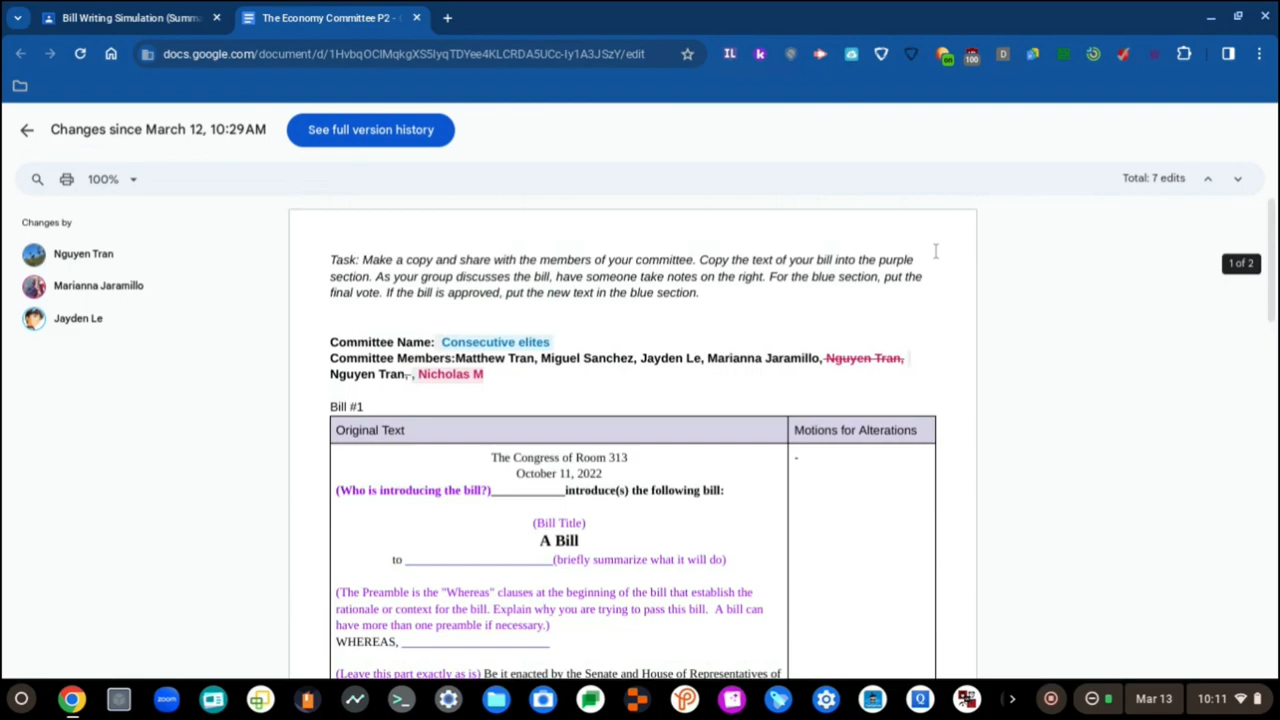 Bill Writing Simulation (Summ
The Economy Committee P2 -
docs.google.com/document/d/1HvbqOClMqkgXS5lyqTDYee4KLCRDA5UCc-ly1A3JSzY/edit
Changes since March 12, 10:29AM
See full version history
100%
Total: 7 edits
Changes by
Nguyen Tran
Marianna Jaramillo
Jayden Le
1 of 2
Task: Make a copy and share with the members of your committee. Copy the text of your bill into the purple
section. As your group discusses the bill, have someone take notes on the right. For the blue section, put the
final vote. If the bill is approved, put the new text in the blue section.
Committee Name: Consecutive elites
Committee Members:Matthew Tran, Miguel Sanchez, Jayden Le, Marianna Jaramillo, Nguyen Tran,
Nguyen Tran, , Nicholas M
Bill #1
Original Text
Motions for Alterations
The Congress of Room 313
-
October 11, 2022
(Who is introducing the bill?)___________introduce(s) the following bill:
(Bill Title)
A Bill
to ______________________(briefly summarize what it will do)
(The Preamble is the "Whereas" clauses at the beginning of the bill that establish the
rationale or context for the bill. Explain why you are trying to pass this bill. A bill can
have more than one preamble if necessary.)
WHEREAS, ______________________
(Leave this part exactly as is) Be it enacted by the Senate and House of Representatives of
zoom
on
100
Mar 13
10:11